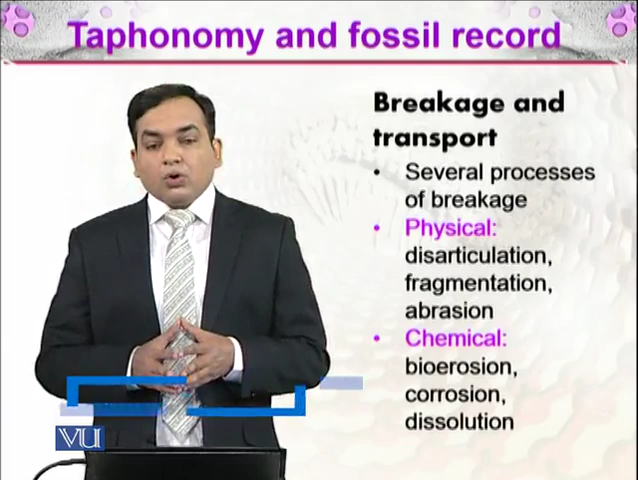 Taphonomy and fossil record
Breakage and
transport
• Several processes
of breakage
• Physical:
disarticulation,
fragmentation,
abrasion
• Chemical:
bioerosion,
corrosion,
dissolution
VU